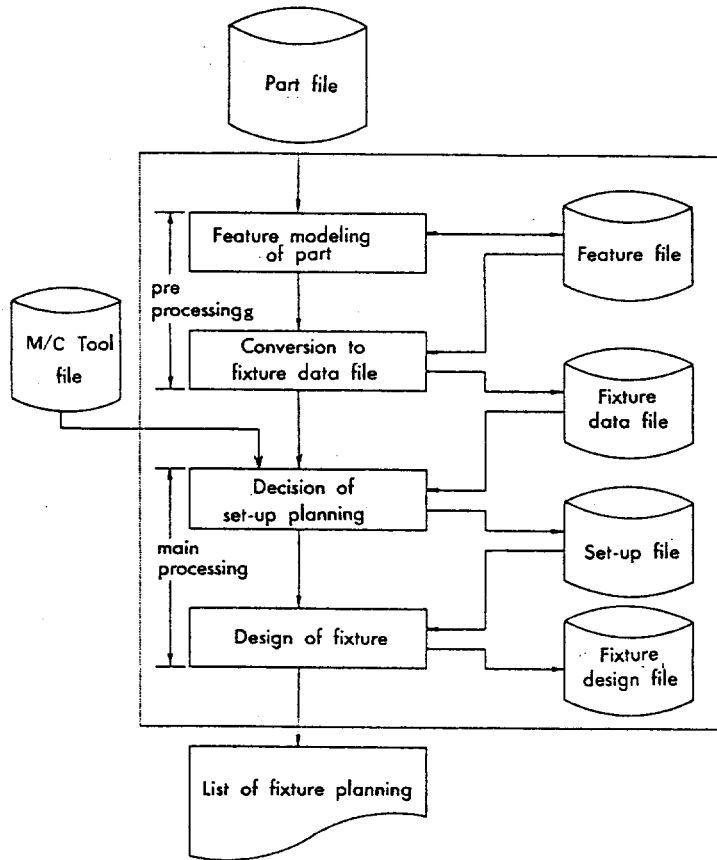 Part file
Feature modeling
of part
Feature file
pre
processing
M/C Tool
file
Conversion to
fixture data file
Fixture
data file
Decision of
set-up planning
main
processing
Set-up file
Design of fixture
Fixture
design file
List of fixture planning